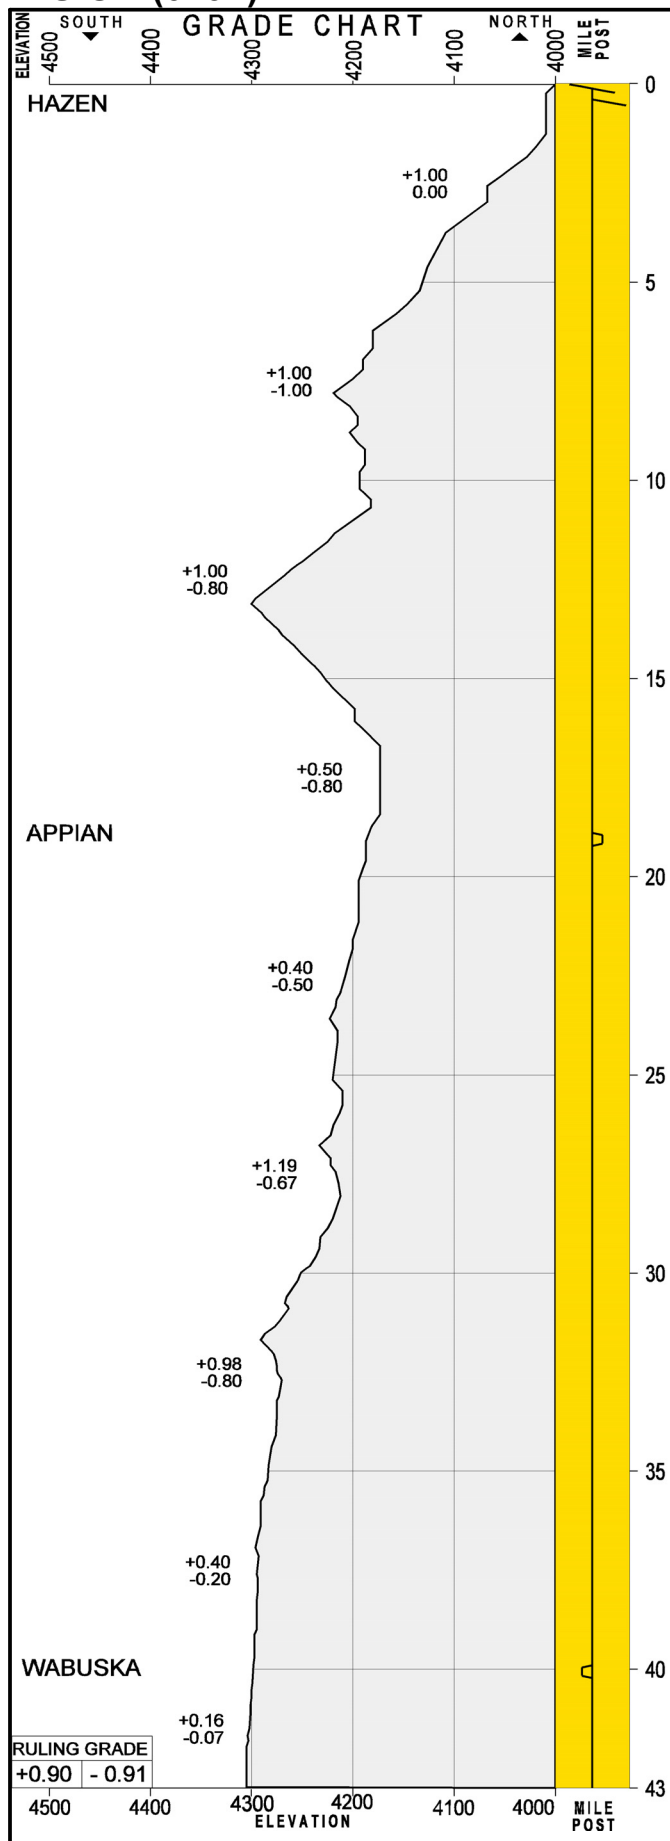 GRADE CHART
ELEVATION
SOUTH
NORTH
MILE POST
4500 4400 4300 4200 4100 4000
0
HAZEN
+1.00
0.00
5
+1.00
-1.00
10
+1.00
-0.80
15
+0.50
-0.80
APPIAN
20
+0.40
-0.50
25
+1.19
-0.67
30
+0.98
-0.80
35
+0.40
-0.20
WABUSKA
40
+0.16
-0.07
RULING GRADE
+0.90 - 0.91
43
4500 4400 4300 4200 4100 4000
ELEVATION
MILE
POST